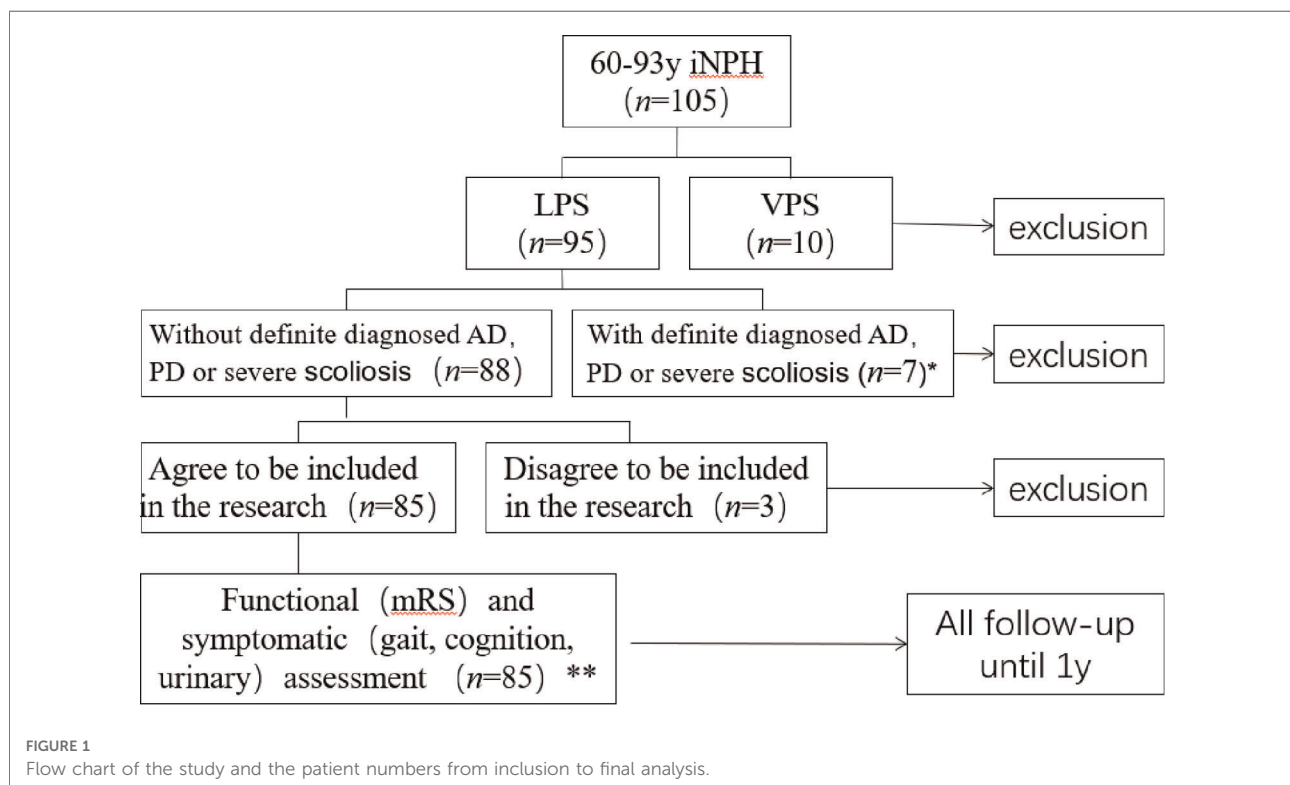 60-93y iNPH
(n=105)
LPS
(n=95)
VPS
(n=10)
exclusion
Without definite diagnosed AD,
PD or severe scoliosis (n=88)
With definite diagnosed AD,
PD or severe scoliosis (n=7)*
exclusion
Agree to be included
in the research (n=85)
Disagree to be included
in the research (n=3)
exclusion
Functional (mRS) and
symptomatic (gait, cognition,
urinary) assessment (n=85) **
All follow-up
until 1y
FIGURE 1
Flow chart of the study and the patient numbers from inclusion to final analysis.